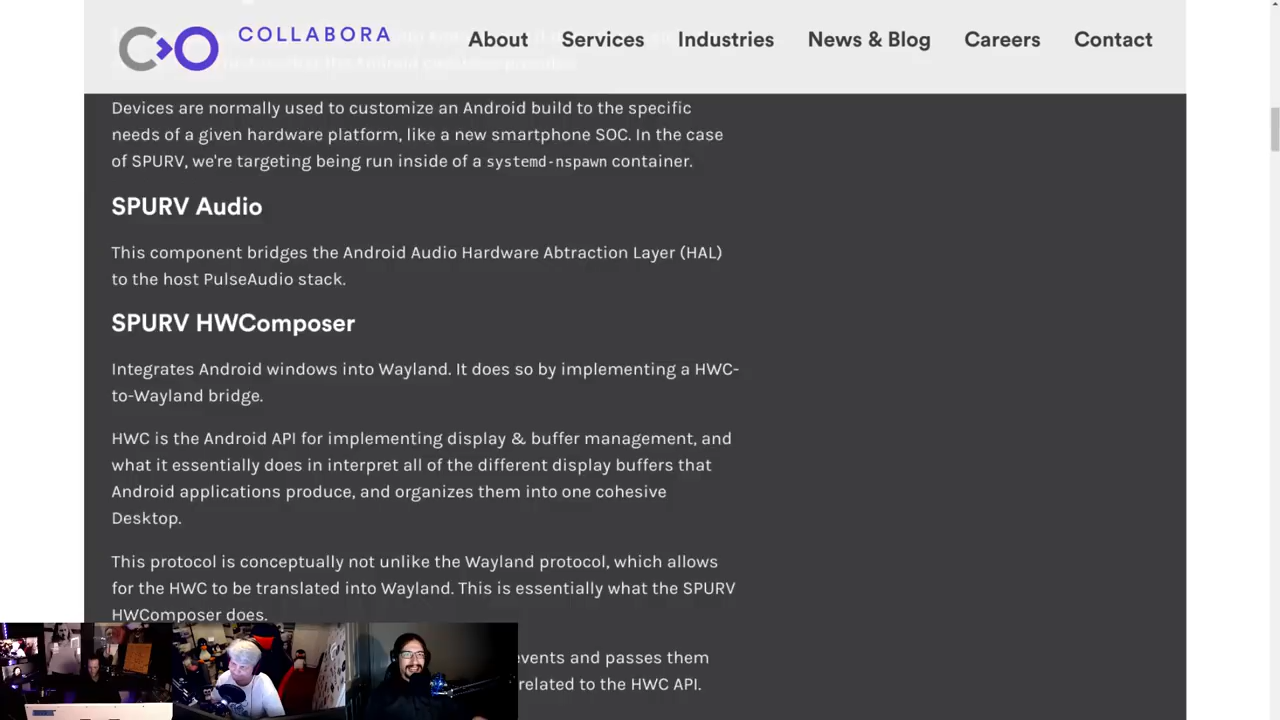 COLLABORA
About Services Industries News & Blog Careers Contact
Devices are normally used to customize an Android build to the specific
needs of a given hardware platform, like a new smartphone SOC. In the case
of SPURV, we're targeting being run inside of a systemd-nspawn container.
SPURV Audio
This component bridges the Android Audio Hardware Abtraction Layer (HAL)
to the host PulseAudio stack.
SPURV HWComposer
Integrates Android windows into Wayland. It does so by implementing a HWC-
to-Wayland bridge.
HWC is the Android API for implementing display & buffer management, and
what it essentially does in interpret all of the different display buffers that
Android applications produce, and organizes them into one cohesive
Desktop.
This protocol is conceptually not unlike the Wayland protocol, which allows
for the HWC to be translated into Wayland. This is essentially what the SPURV
HWComposer does.
events and passes them
related to the HWC API.